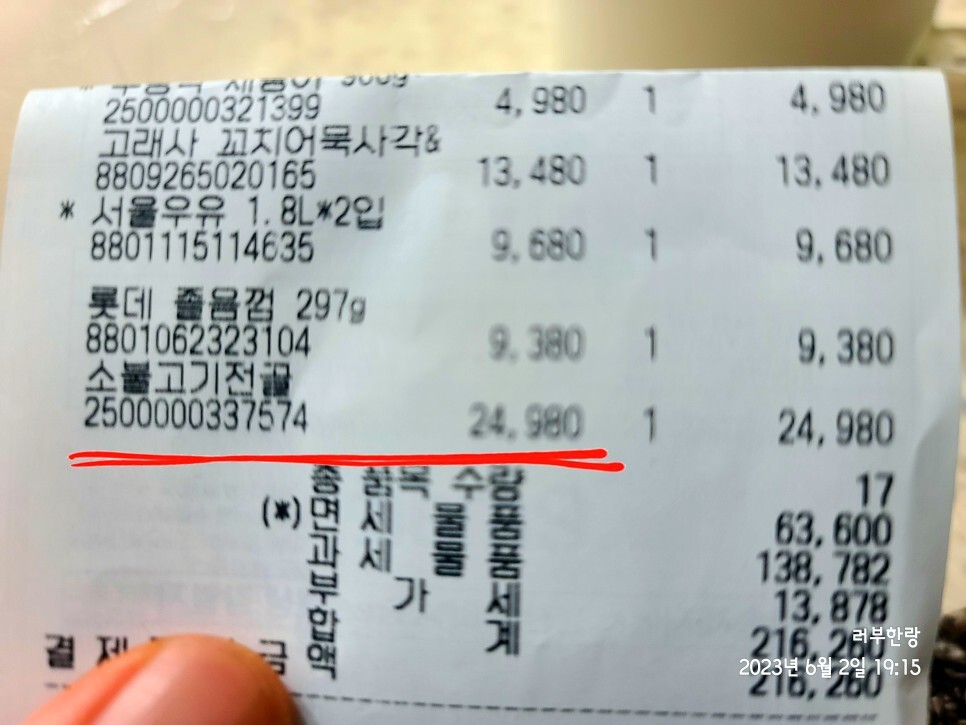 * 900g
2500000321399 4,980 1 4,980
고래사 꼬치어묵사각&
8809265020165 13,480 1 13,480
* 서울우유 1.8L*2입
8801115114635 9,680 1 9,680
롯데 졸음껌 297g
8801062323104 9,380 1 9,380
소불고기전골
2500000337574 24,980 1 24,980
총 품목 수량 17
(*)면 세 물 품 63,600
과 세 물 품 138,782
부 가 세 13,878
합 계 216,260
결 제 금 액 216,260
러부한랑
2023년 6월 2일 19:15